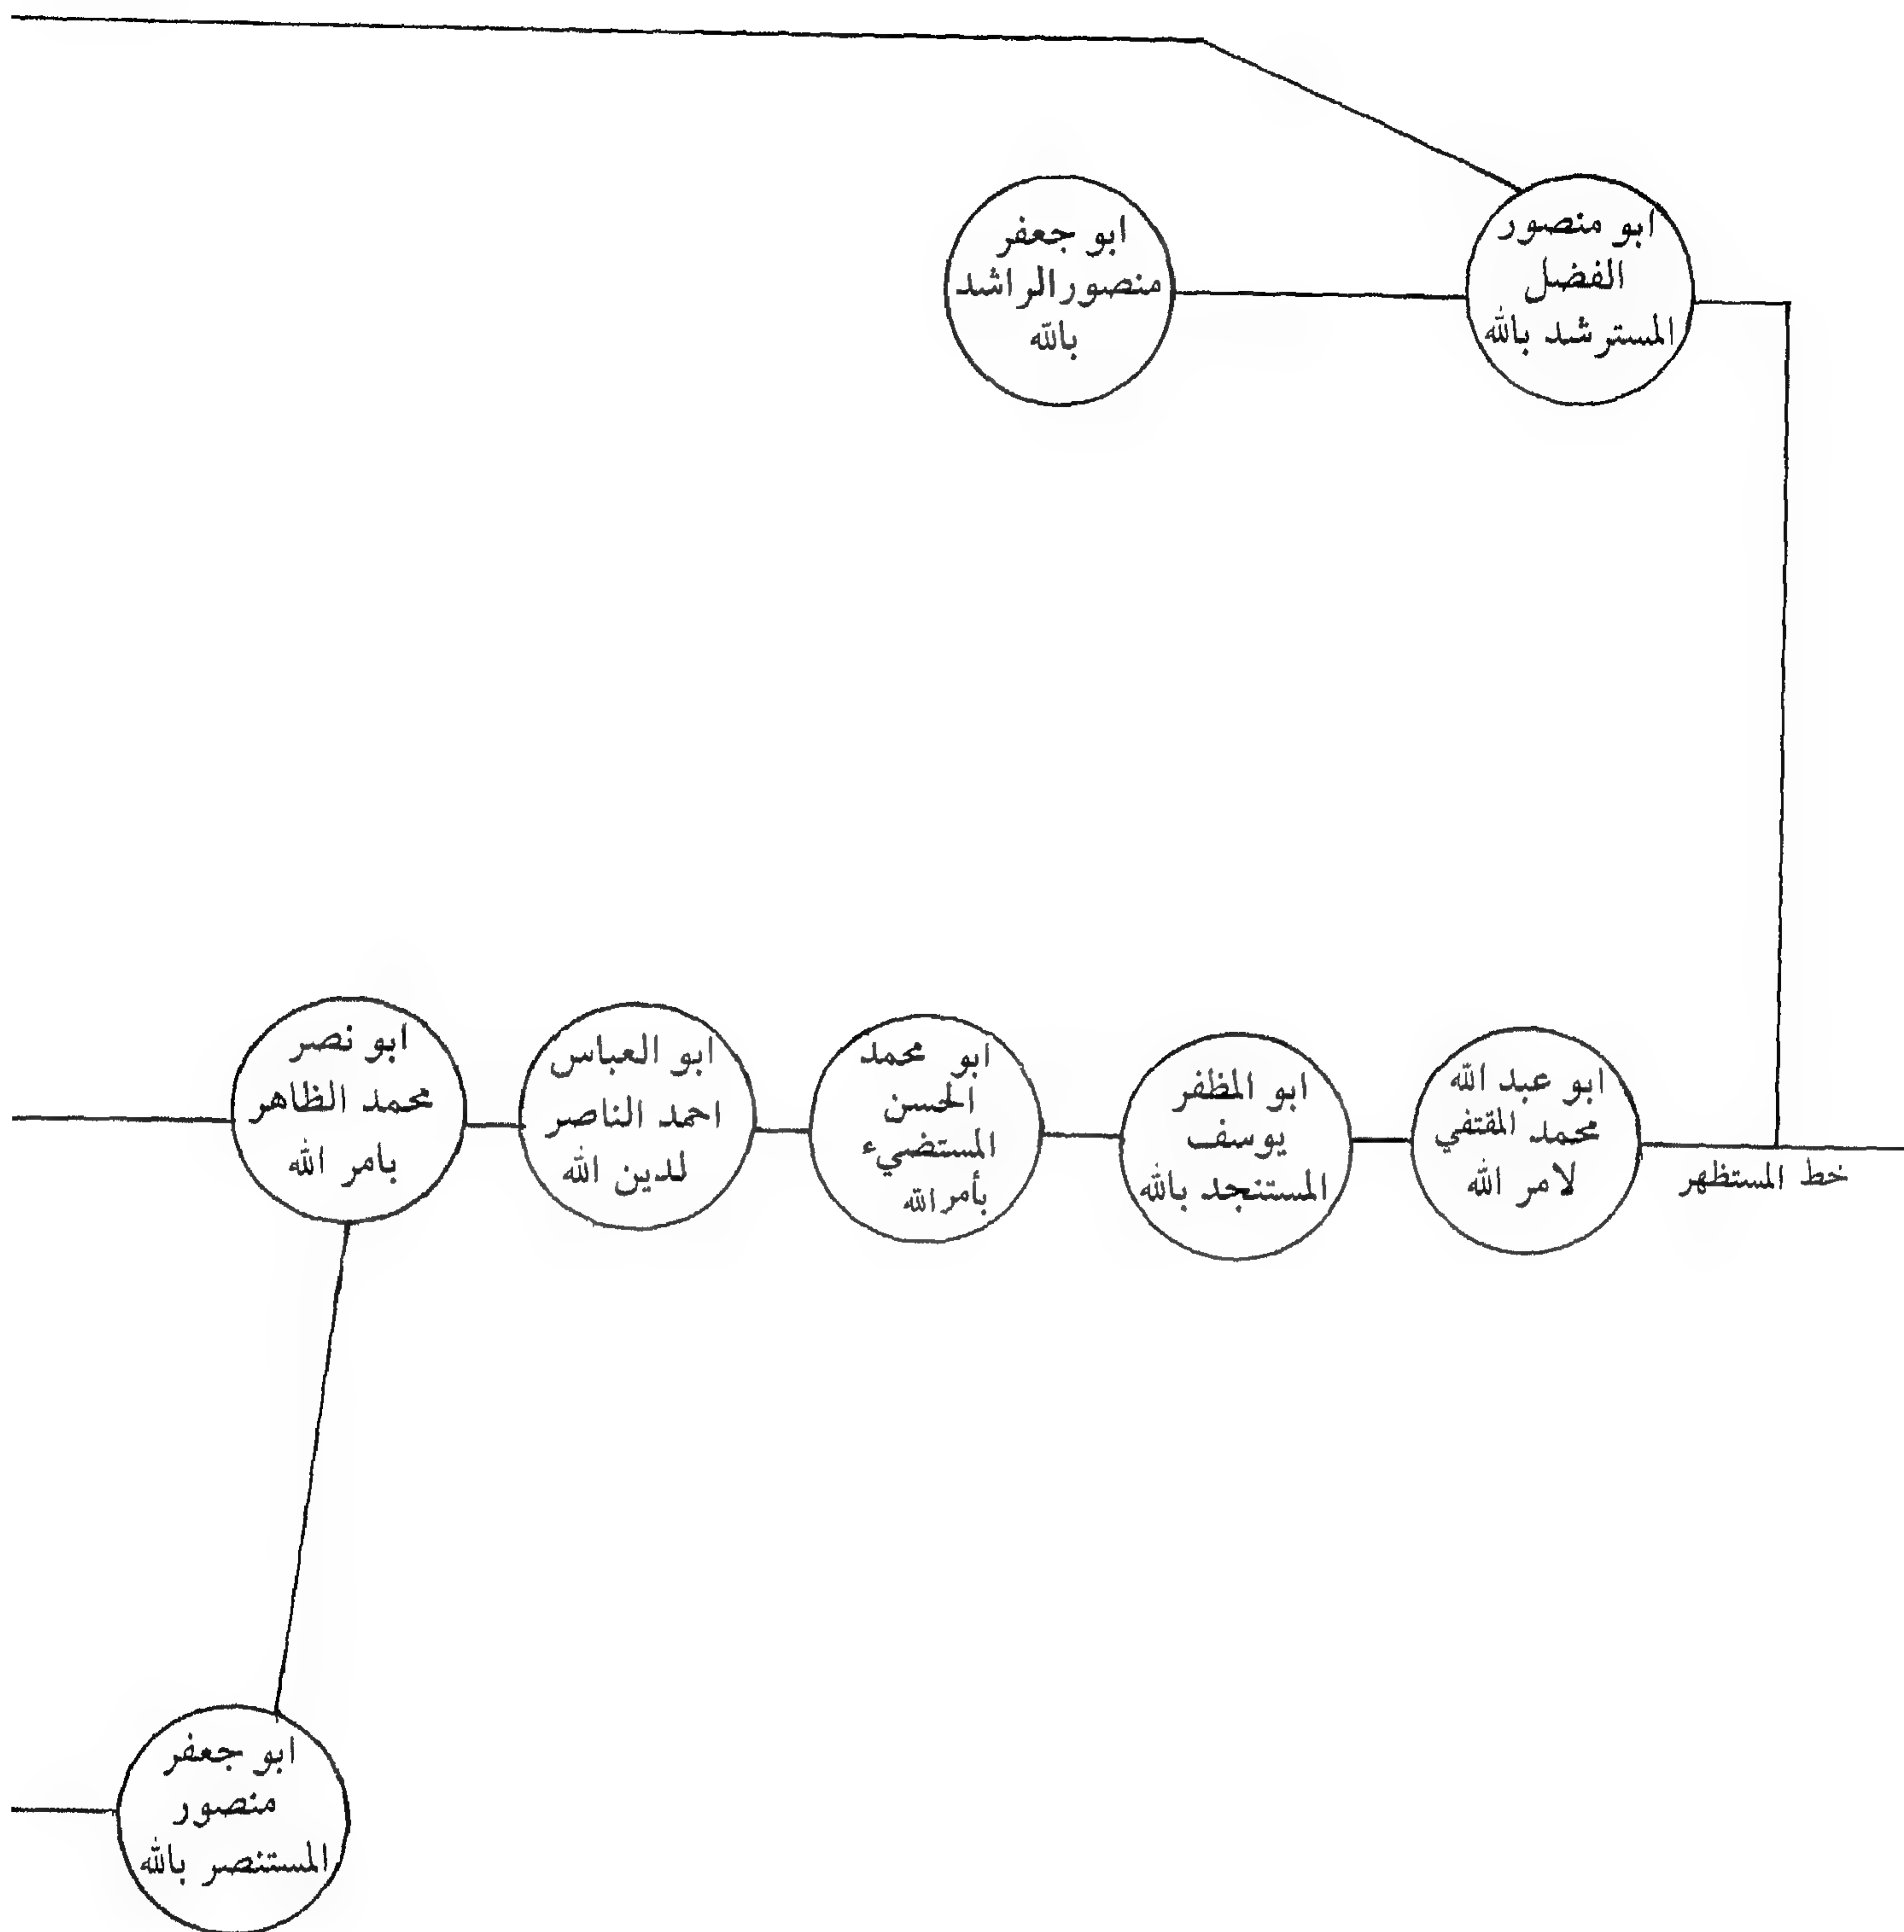 ابو منصور
الفضل
المسترشد بالله
ابو جعفر
منصور الراشد
بالله
خط المستظهر
ابو عبد الله
محمد المقتفي
لامر الله
ابو المظفر
يوسف
المستنجد بالله
ابو محمد
الحسن
المستضيء
بأمر الله
ابو العباس
احمد الناصر
لدين الله
ابو نصر
محمد الظاهر
بامر الله
ابو جعفر
منصور
المستنصر بالله